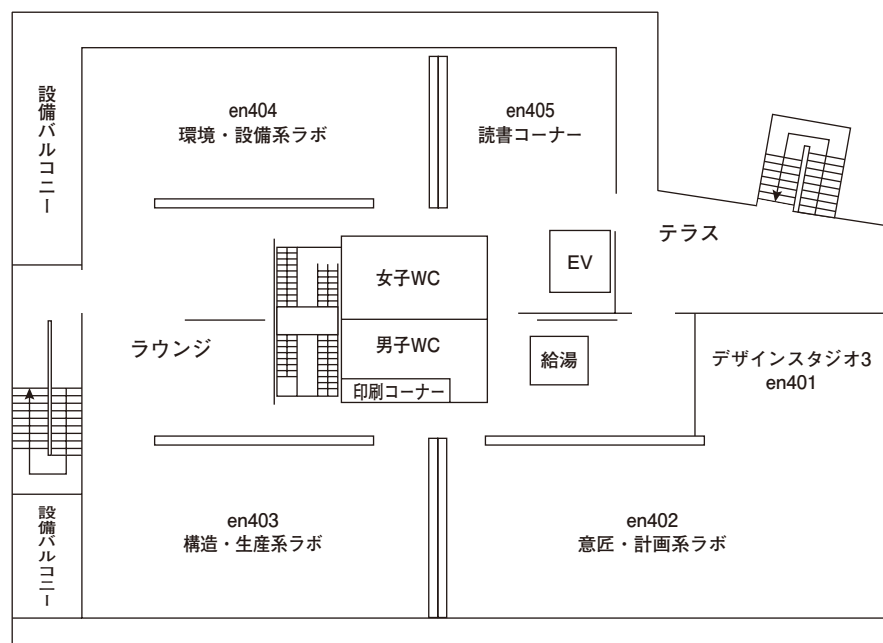 設備バルコニー
en404
環境・設備系ラボ
en405
読書コーナー
テラス
EV
女子WC
男子WC
印刷コーナー
ラウンジ
給湯
デザインスタジオ3
en401
設備バルコニー
en403
構造・生産系ラボ
en402
意匠・計画系ラボ